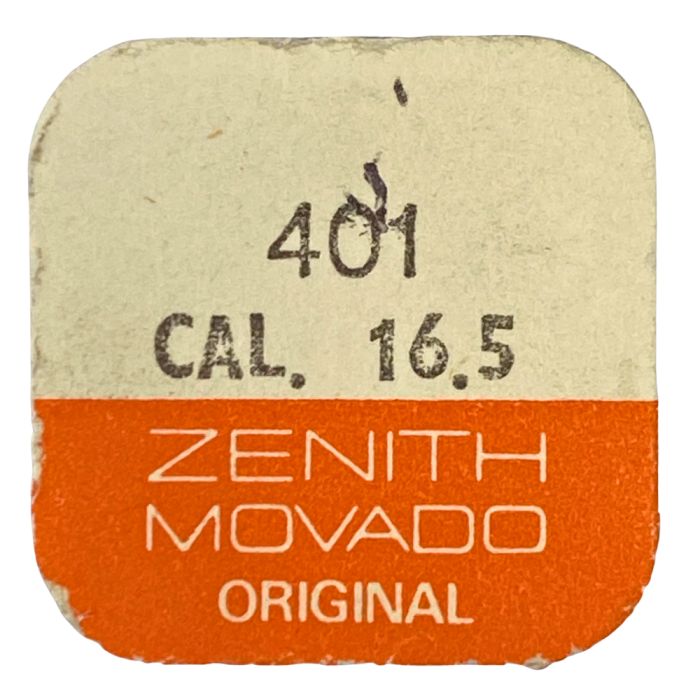 401
CAL. 16.5
ZENITH
MOVADO
ORIGINAL